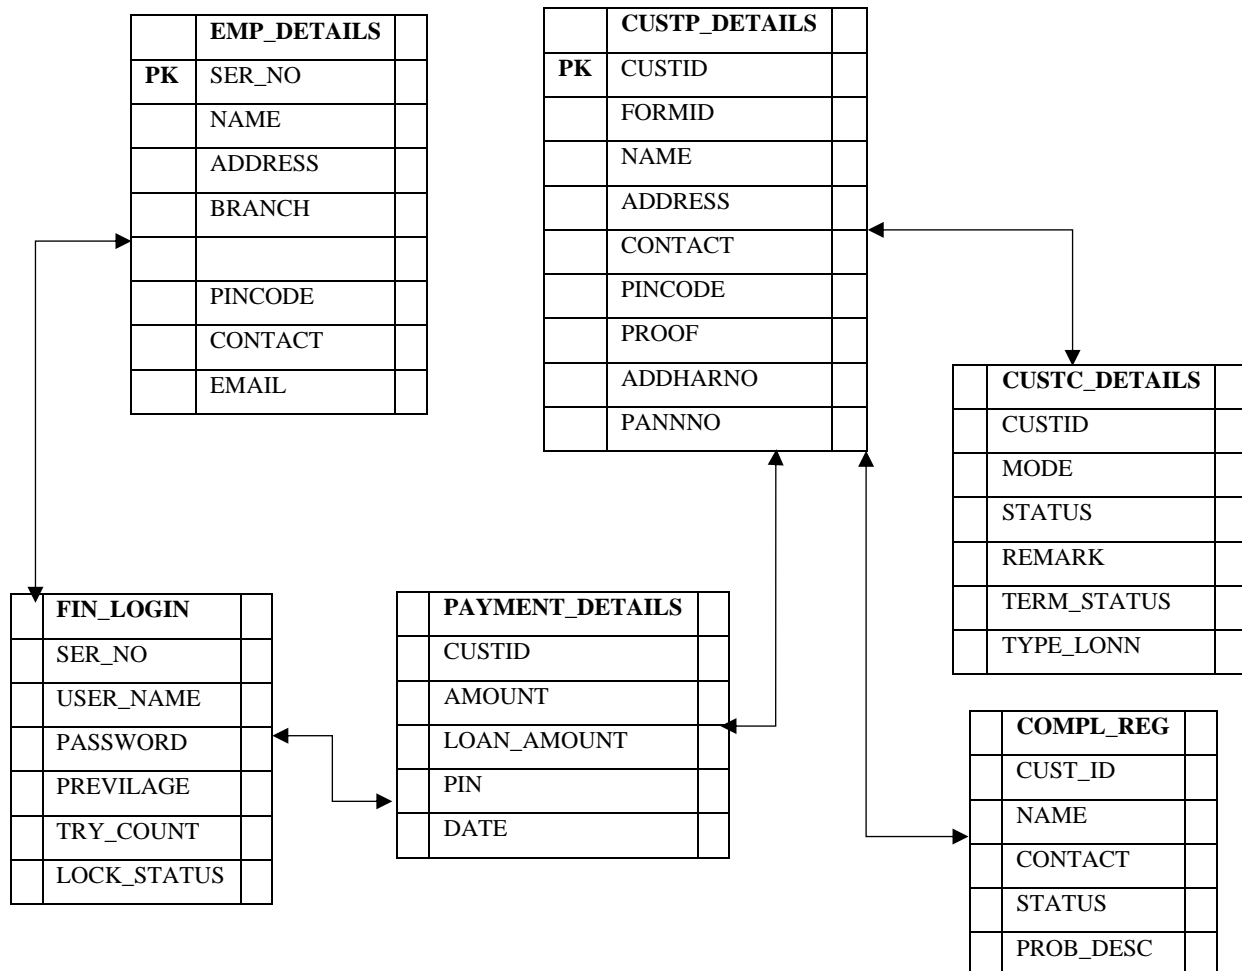 EMP_DETAILS
PK SER_NO
NAME
ADDRESS
BRANCH
PINCODE
CONTACT
EMAIL
CUSTP_DETAILS
PK CUSTID
FORMID
NAME
ADDRESS
CONTACT
PINCODE
PROOF
ADDHARNO
PANNNO
CUSTC_DETAILS
CUSTID
MODE
STATUS
REMARK
TERM_STATUS
TYPE_LONN
FIN_LOGIN
SER_NO
USER_NAME
PASSWORD
PREVILAGE
TRY_COUNT
LOCK_STATUS
PAYMENT_DETAILS
CUSTID
AMOUNT
LOAN_AMOUNT
PIN
DATE
COMPL_REG
CUST_ID
NAME
CONTACT
STATUS
PROB_DESC